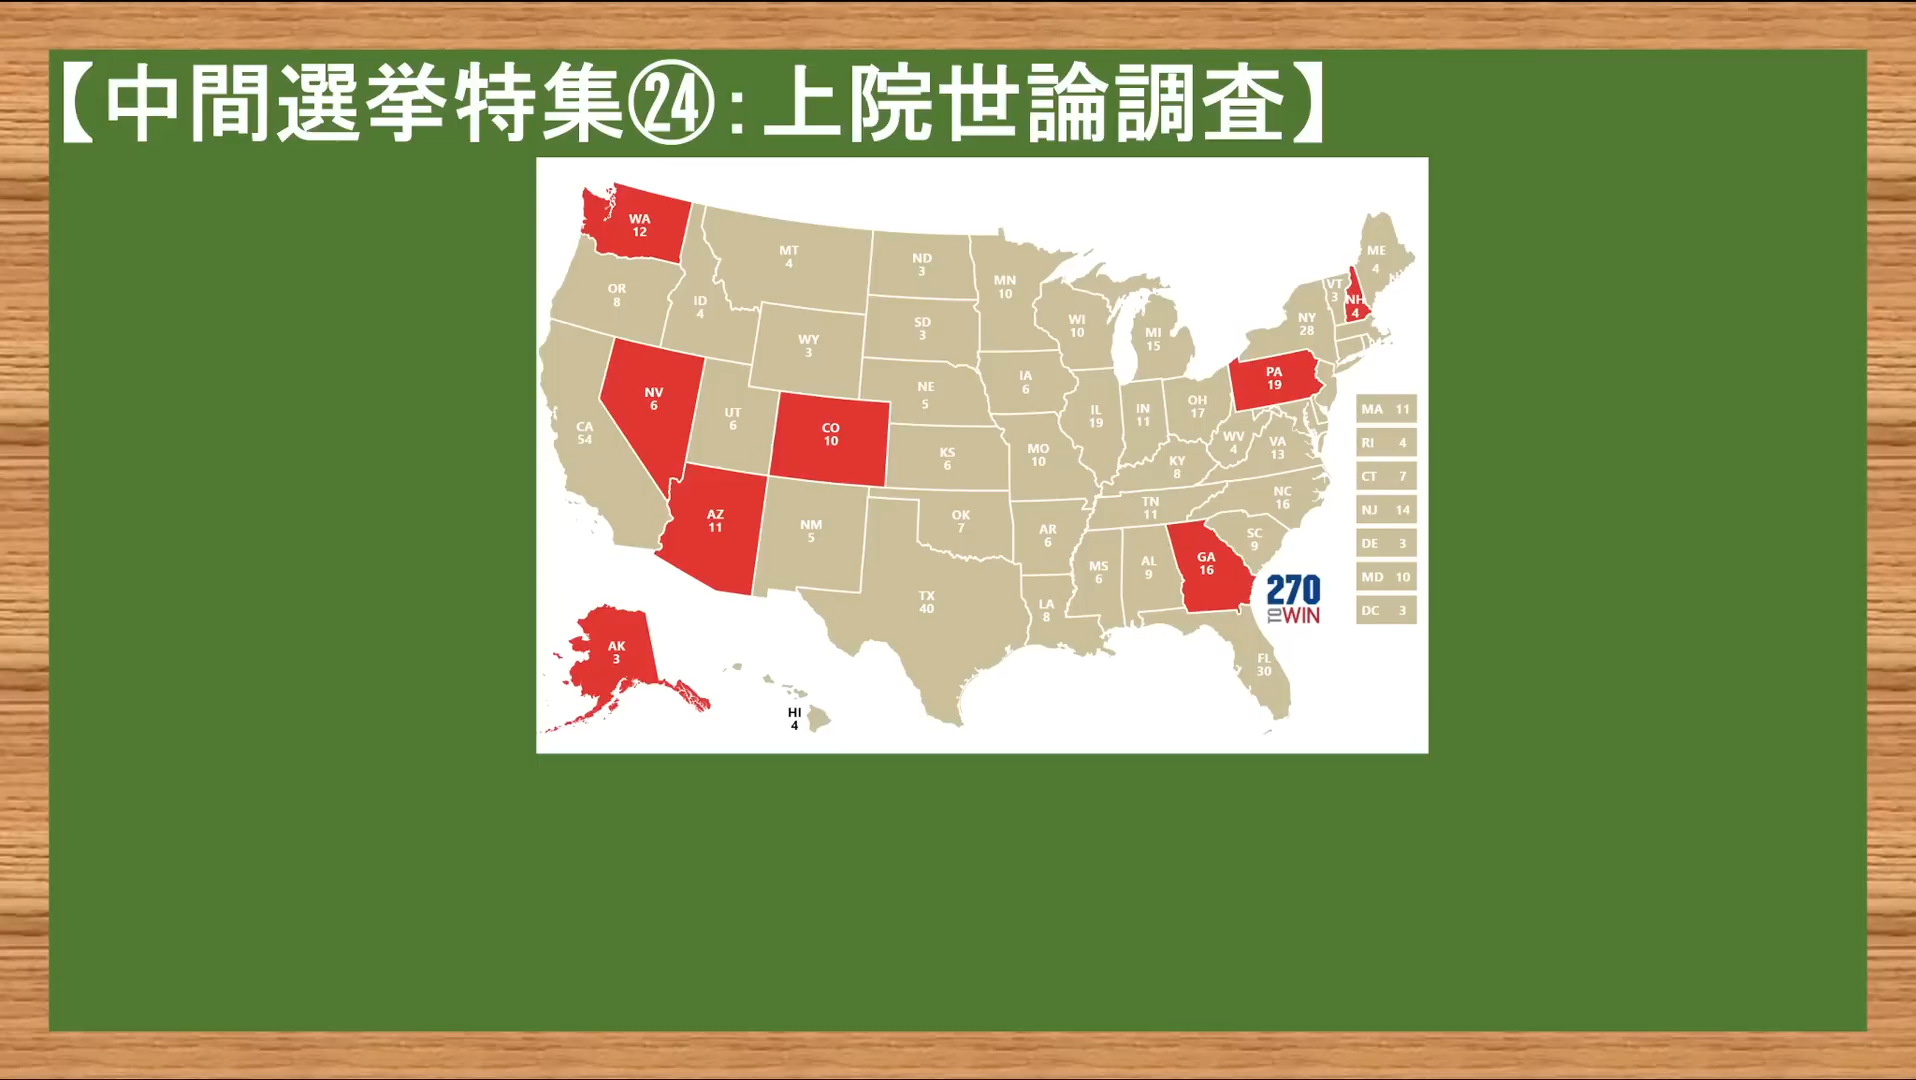 【中間選挙特集㉔:上院世論調査】
WA
12
MT
4
ND
3
MN
10
ME
4
OR
8
ID
4
VT
3
NH
4
WY
3
SD
3
WI
10
MI
15
NY
28
NV
6
UT
6
CO
10
NE
5
IA
6
IL
19
IN
11
OH
17
PA
19
CA
54
KS
6
MO
10
KY
8
WV
4
VA
13
MA 11
RI 4
CT 7
NJ 14
DE 3
MD 10
DC 3
AZ
11
NM
5
OK
7
AR
6
TN
11
NC
16
SC
9
MS
6
AL
9
GA
16
TX
40
LA
8
FL
30
AK
3
HI
4
270
TO WIN